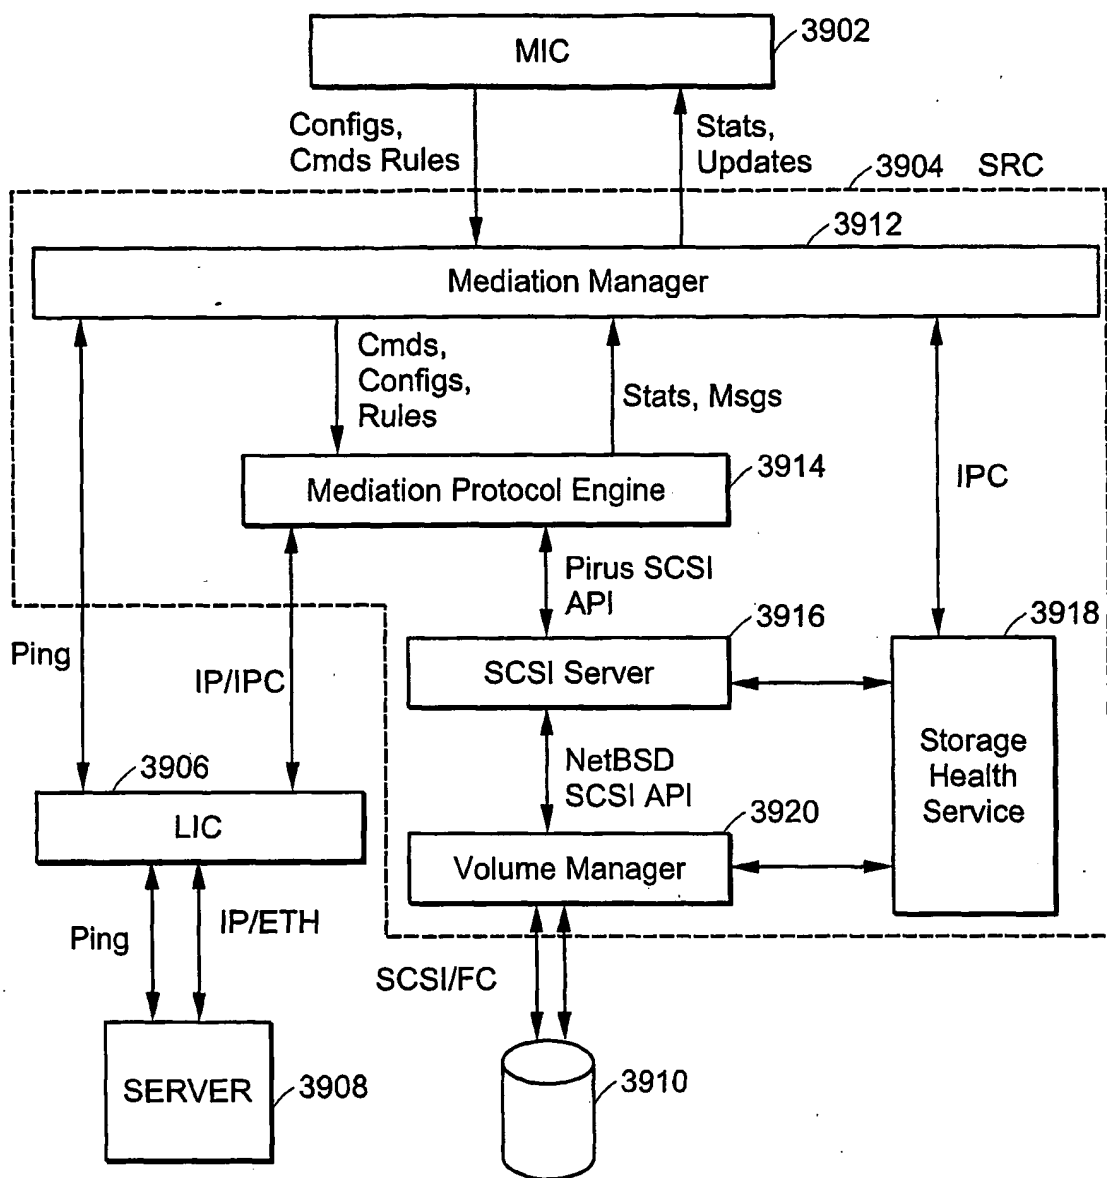 3902
MIC
Configs,
Cmds Rules
Stats,
Updates
3904 SRC
3912
Mediation Manager
Cmds,
Configs,
Rules
Stats, Msgs
3914
Mediation Protocol Engine
IPC
Pirus SCSI
API
3916
3918
Ping
IP/IPC
SCSI Server
Storage
Health
Service
NetBSD
SCSI API
3906
LIC
3920
Volume Manager
Ping
IP/ETH
SCSI/FC
SERVER
3908
3910